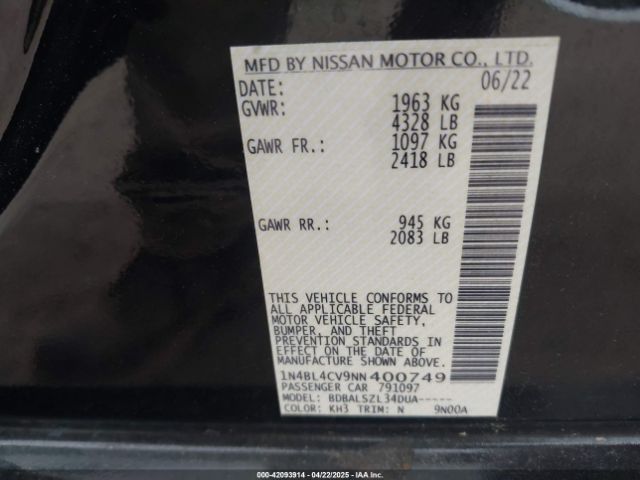 MFD BY NISSAN MOTOR CO., LTD.
DATE: 06/22
GVWR: 1963 KG
4328 LB
GAWR FR.: 1097 KG
2418 LB
GAWR RR.: 945 KG
2083 LB
THIS VEHICLE CONFORMS TO
ALL APPLICABLE FEDERAL
MOTOR VEHICLE SAFETY,
BUMPER, AND THEFT
PREVENTION STANDARDS IN
EFFECT ON THE DATE OF
MANUFACTURE SHOWN ABOVE.
1N4BL4CV9NN400749
PASSENGER CAR 791097
MODEL: BDBALSZL34DUA-----
COLOR: KH3 TRIM: N 9N00A
000-42093914 - 04/22/2025 - IAAI.COM